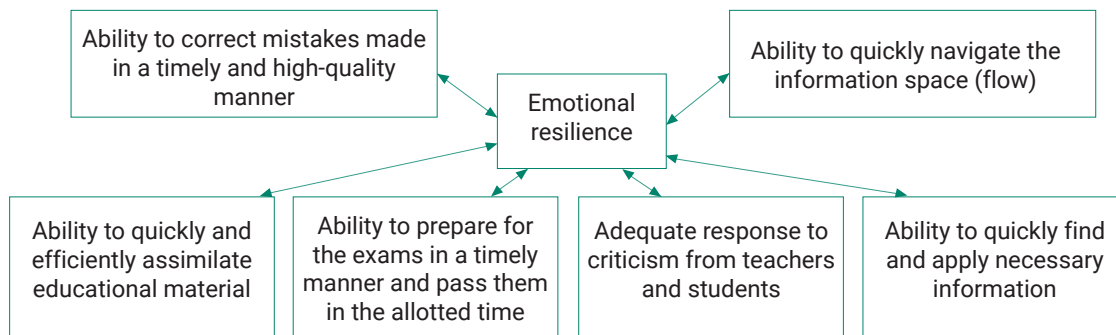 Ability to correct mistakes made
in a timely and high-quality
manner
Ability to quickly navigate the
information space (flow)
Emotional
resilience
Ability to quickly and
efficiently assimilate
educational material
Ability to prepare for
the exams in a timely
manner and pass them
in the allotted time
Adequate response to
criticism from teachers
and students
Ability to quickly find
and apply necessary
information